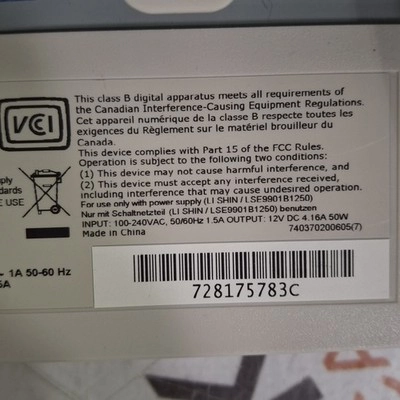 This class B digital apparatus meets all requirements of
the Canadian Interference-Causing Equipment Regulations.
Cet appareil numérique de la classe B respecte toutes les
exigences du Règlement sur le matériel brouilleur du
Canada.
This device complies with Part 15 of the FCC Rules.
Operation is subject to the following two conditions:
(1) This device may not cause harmful interference, and
(2) This device must accept any interference received,
including interference that may cause undesired operation.
For use only with power supply (LI SHIN / LSE9901B1250)
Nur mit Schaltnetzteil (LI SHIN / LSE9901B1250) benutzen
INPUT: 100-240VAC, 50/60Hz 1.5A OUTPUT: 12V DC 4.16A 50W
Made in China 740370200605(7)
VCCI
E USE
1A 50-60 Hz
728175783C